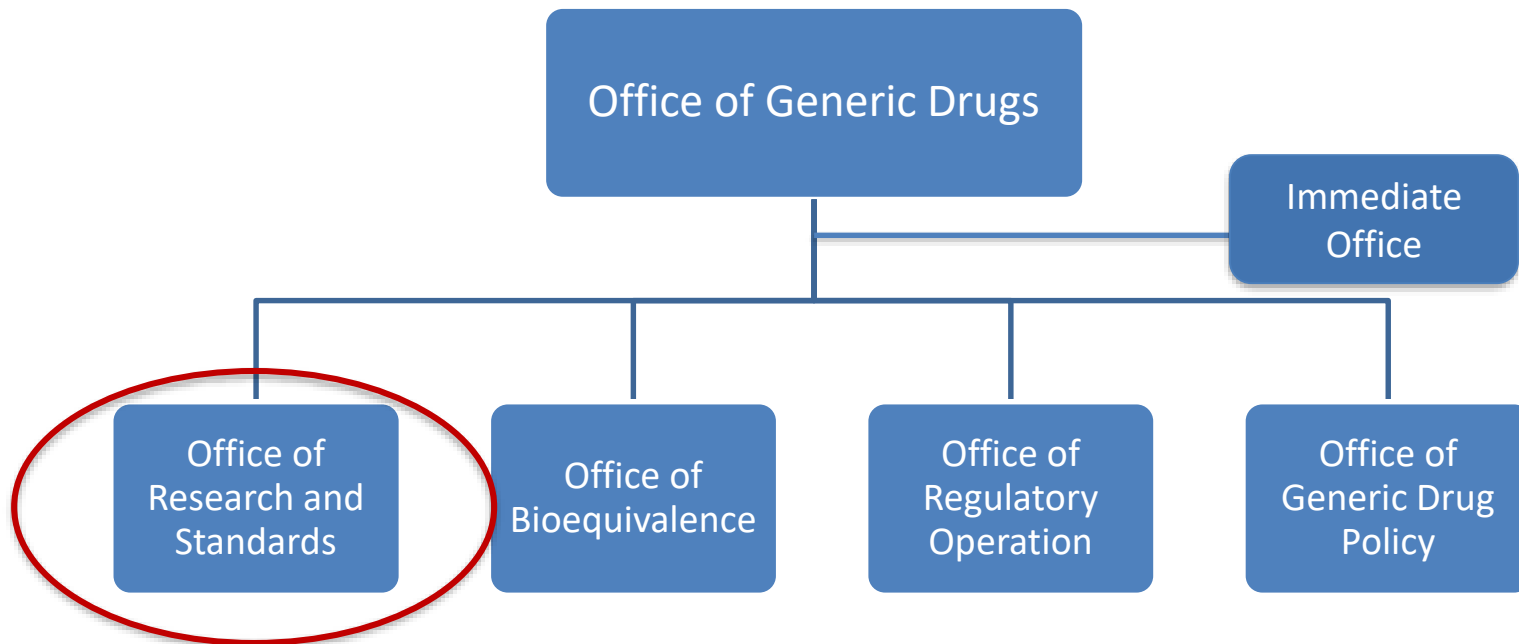 Office of Generic Drugs
Immediate
Office
Office of
Research and
Standards
Office of
Bioequivalence
Office of
Regulatory
Operation
Office of
Generic Drug
Policy